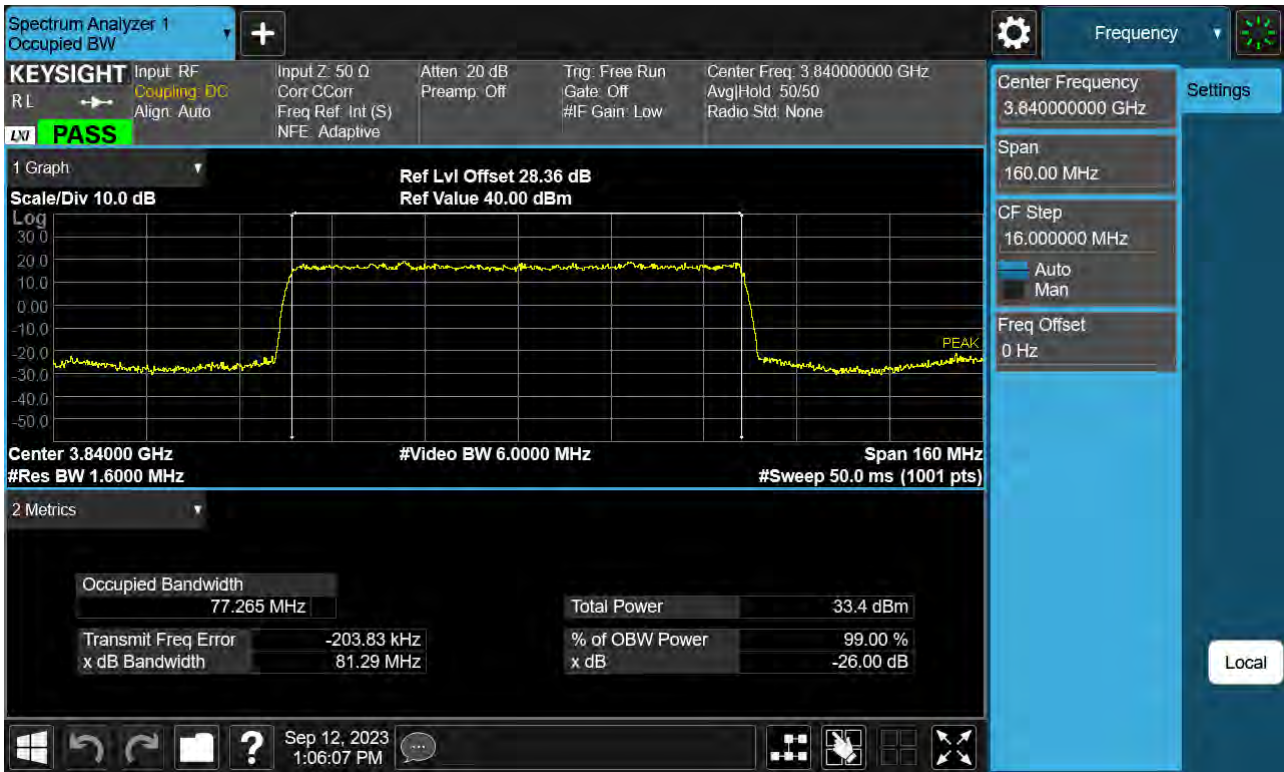 Spectrum Analyzer 1
Occupied BW
+
Frequency
KEYSIGHT
R L
LXI PASS
Input: RF
Coupling: DC
Align: Auto
Input Z: 50 Ω
Corr CCorr
Freq Ref: Int (S)
NFE: Adaptive
Atten: 20 dB
Preamp: Off
Trig: Free Run
Gate: Off
#IF Gain: Low
Center Freq: 3.840000000 GHz
Avg|Hold: 50/50
Radio Std: None
1 Graph
Scale/Div 10.0 dB
Ref Lvl Offset 28.36 dB
Ref Value 40.00 dBm
Log
30.0
20.0
10.0
0.00
-10.0
-20.0
-30.0
-40.0
-50.0
PEAK
Center 3.84000 GHz
#Res BW 1.6000 MHz
#Video BW 6.0000 MHz
Span 160 MHz
#Sweep 50.0 ms (1001 pts)
2 Metrics
Occupied Bandwidth
77.265 MHz
Transmit Freq Error -203.83 kHz
x dB Bandwidth 81.29 MHz
Total Power 33.4 dBm
% of OBW Power 99.00 %
x dB -26.00 dB
Center Frequency
3.840000000 GHz
Span
160.00 MHz
CF Step
16.000000 MHz
Auto
Man
Freq Offset
0 Hz
Settings
Local
?
Sep 12, 2023
1:06:07 PM